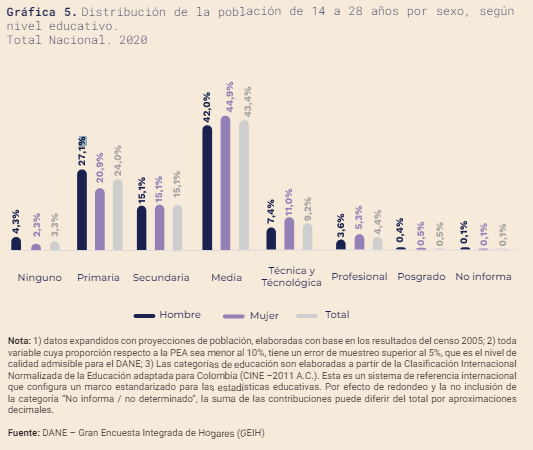 Gráfica 5. Distribución de la población de 14 a 28 años por sexo, según
nivel educativo.
Total Nacional. 2020
4,3% 2,3% 3,3% 27,1% 20,9% 24,0% 15,1% 15,1% 15,1% 42,0% 44,9% 43,4% 7,4% 11,0% 9,2% 3,6% 5,3% 4,4% 0,4% 0,5% 0,5% 0,1% 0,1% 0,1%
Ninguno Primaria Secundaria Media Técnica y Profesional Posgrado No informa
Técnológica
Hombre Mujer Total
Nota: 1) datos expandidos con proyecciones de población, elaboradas con base en los resultados del censo 2005; 2) toda
variable cuya proporción respecto a la PEA sea menor al 10%, tiene un error de muestreo superior al 5%, que es el nivel de
calidad admisible para el DANE; 3) Las categorías de educación son elaboradas a partir de la Clasificación Internacional
Normalizada de la Educación adaptada para Colombia (CINE –2011 A.C.). Esta es un sistema de referencia internacional
que configura un marco estandarizado para las estadísticas educativas. Por efecto de redondeo y la no inclusión de
la categoría "No informa / no determinado", la suma de las contribuciones puede diferir del total por aproximaciones
decimales.
Fuente: DANE – Gran Encuesta Integrada de Hogares (GEIH)